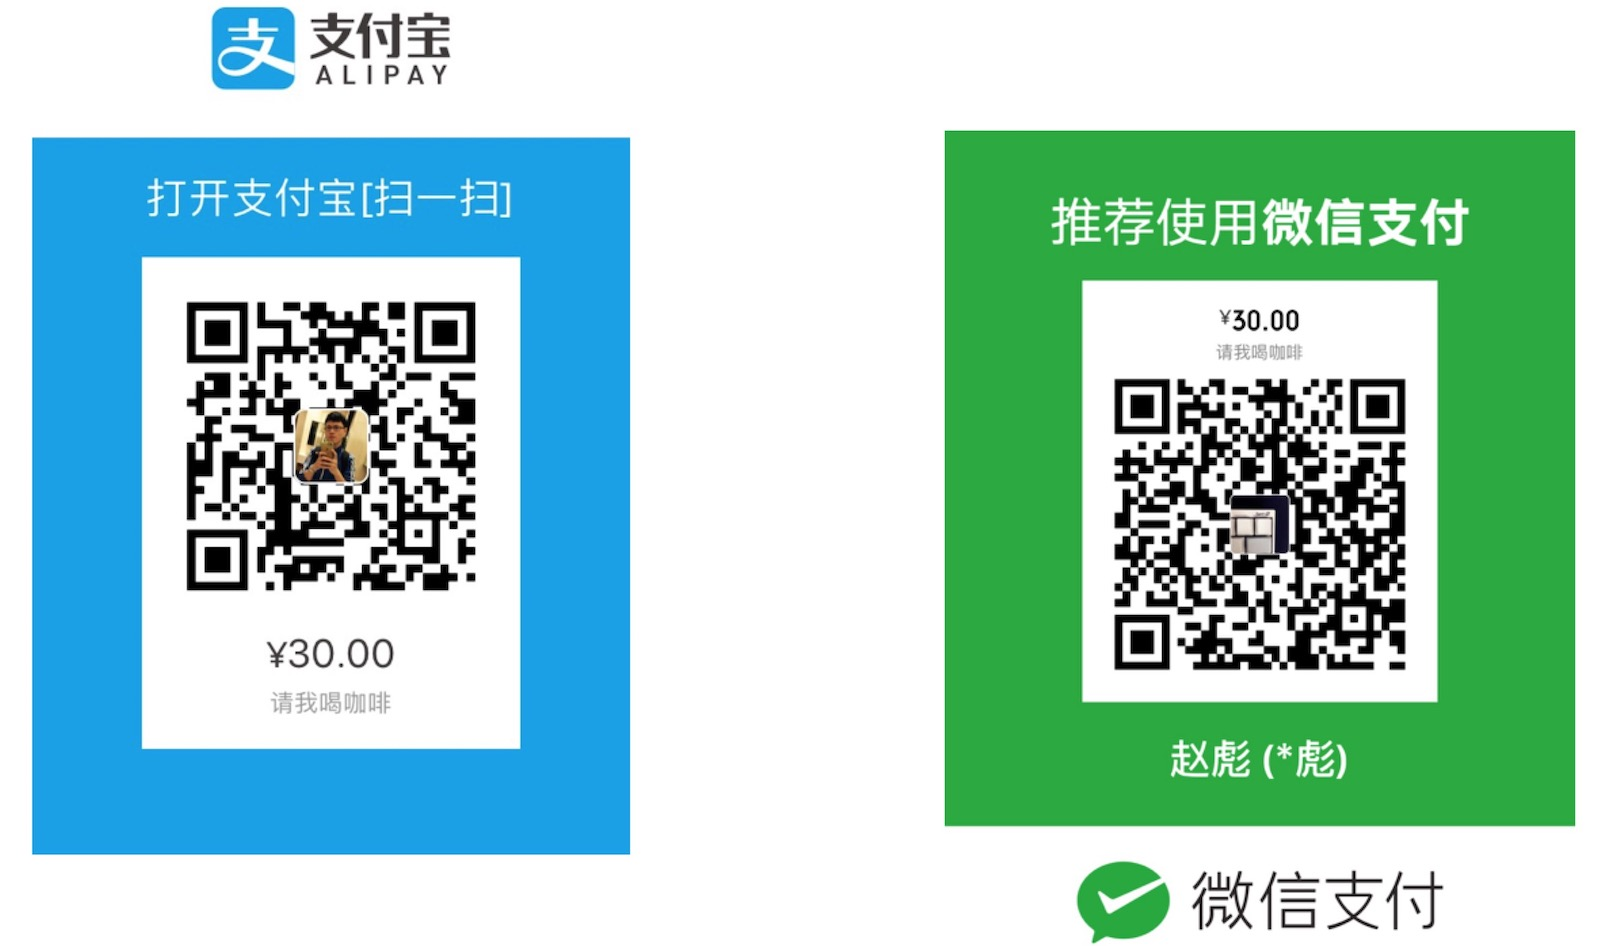 支付宝
ALIPAY
打开支付宝[扫一扫]
¥30.00
请我喝咖啡
推荐使用微信支付
¥30.00
请我喝咖啡
赵彪 (*彪)
微信支付